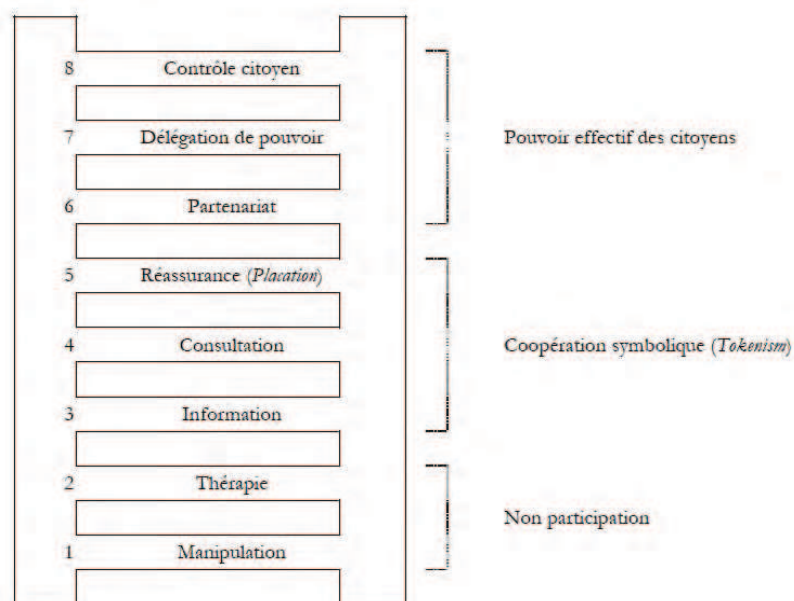 8 Contrôle citoyen
7 Délégation de pouvoir
Pouvoir effectif des citoyens
6 Partenariat
5 Réassurance (Placation)
4 Consultation
Coopération symbolique (Tokenism)
3 Information
2 Thérapie
Non participation
1 Manipulation